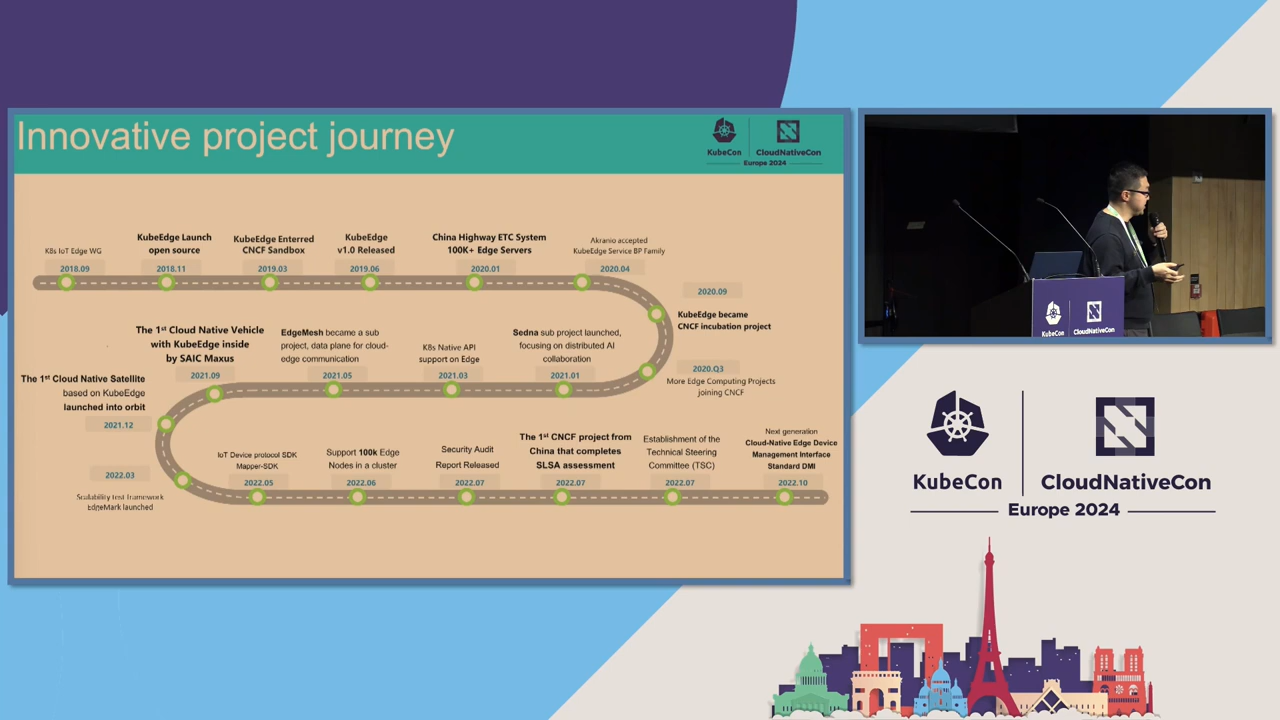 Innovative project journey
KubeCon
CloudNativeCon
Europe 2024
K8s IoT Edge WG
2018.09
KubeEdge Launch
open source
2018.11
KubeEdge Enterred
CNCF Sandbox
2019.03
KubeEdge
v1.0 Released
2019.06
China Highway ETC System
100K+ Edge Servers
2020.01
Akranio accepted
KubeEdge Service BP Family
2020.04
2020.09
KubeEdge became
CNCF incubation project
2020.Q3
More Edge Computing Projects
joining CNCF
Sedna sub project launched,
focusing on distributed AI
collaboration
2021.01
K8s Native API
support on Edge
2021.03
EdgeMesh became a sub
project, data plane for cloud-
edge communication
2021.05
The 1st Cloud Native Vehicle
with KubeEdge inside
by SAIC Maxus
2021.09
The 1st Cloud Native Satellite
based on KubeEdge
launched into orbit
2021.12
2022.03
Scalability test framework
EdgeMark launched
IoT Device protocol SDK
Mapper-SDK
2022.05
Support 100k Edge
Nodes in a cluster
2022.06
Security Audit
Report Released
2022.07
The 1st CNCF project from
China that completes
SLSA assessment
2022.07
Establishment of the
Technical Steering
Committee (TSC)
2022.07
Next generation
Cloud-Native Edge Device
Management Interface
Standard DMI
2022.10
KubeCon
CloudNativeCon
KubeCon
CloudNativeCon
Europe 2024